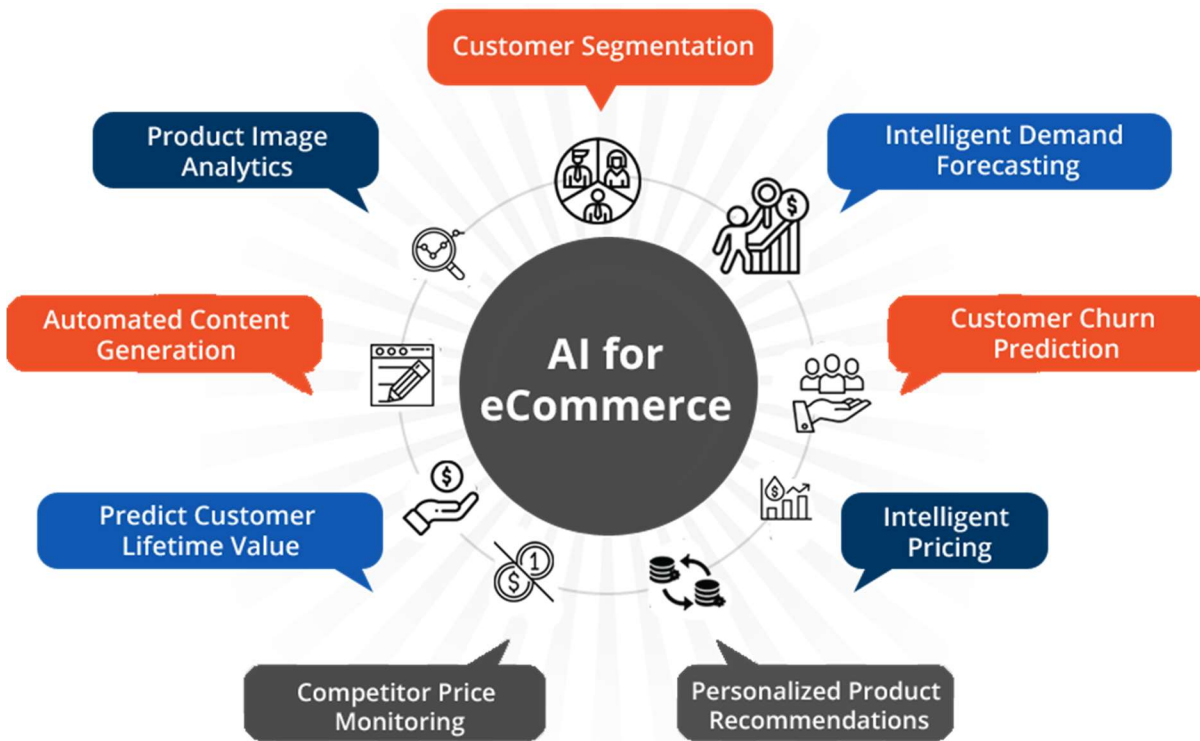 Customer Segmentation
Product Image
Analytics
Intelligent Demand
Forecasting
Automated Content
Generation
Customer Churn
Prediction
AI for
eCommerce
Predict Customer
Lifetime Value
Intelligent
Pricing
Competitor Price
Monitoring
Personalized Product
Recommendations
$
$
$
$
1